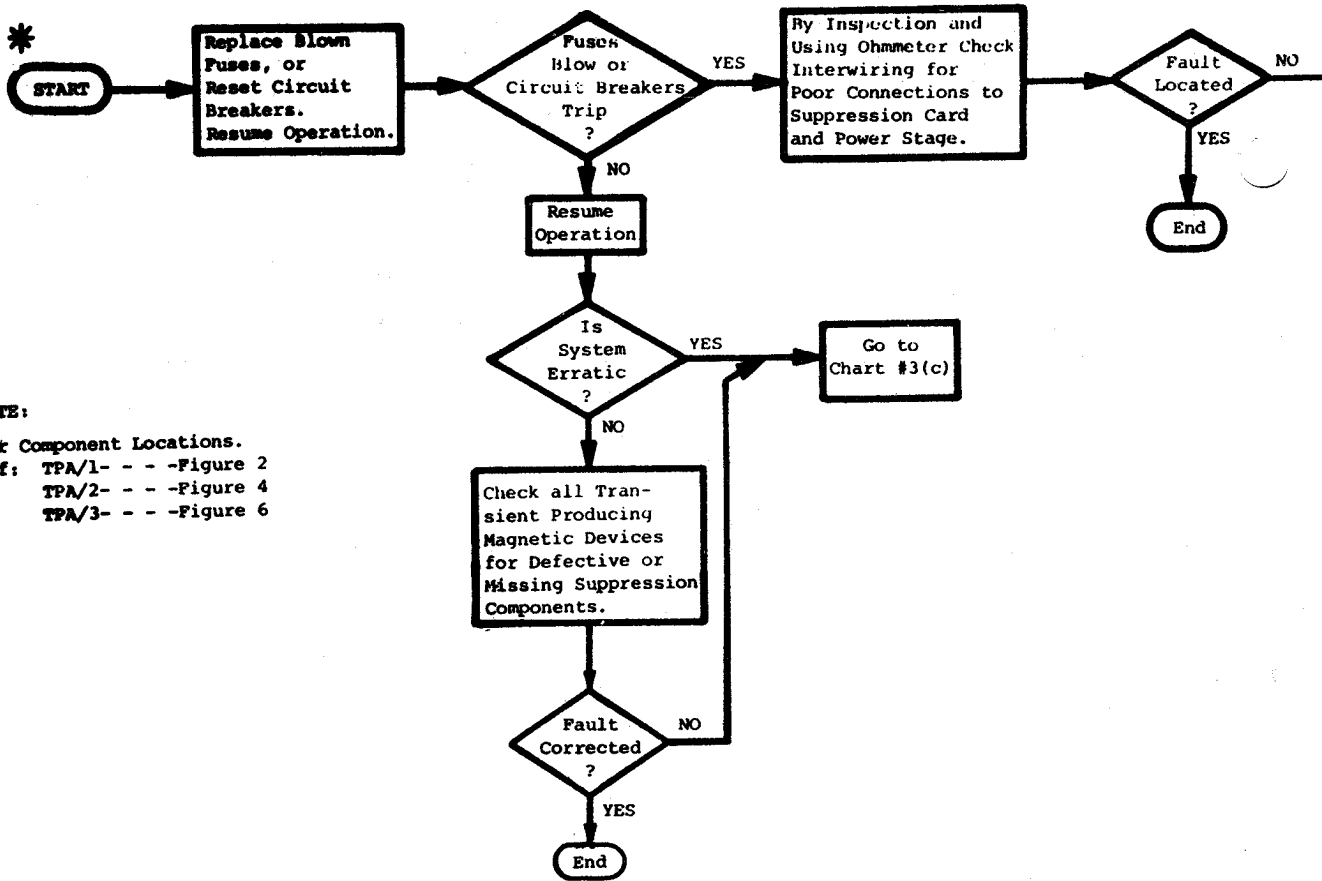 *
START
Replace Blown
Fuses, or
Reset Circuit
Breakers.
Resume Operation.
Fuses
Blow or
Circuit Breakers
Trip
?
YES
By Inspection and
Using Ohmmeter Check
Interwiring for
Poor Connections to
Suppression Card
and Power Stage.
Fault
Located
?
NO
YES
End
NO
Resume
Operation
Is
System
Erratic
?
YES
Go to
Chart #3(c)
NO
TE:
r Component Locations.
f: TPA/1- - - -Figure 2
TPA/2- - - -Figure 4
TPA/3- - - -Figure 6
Check all Tran-
sient Producing
Magnetic Devices
for Defective or
Missing Suppression
Components.
Fault
Corrected
?
NO
YES
End